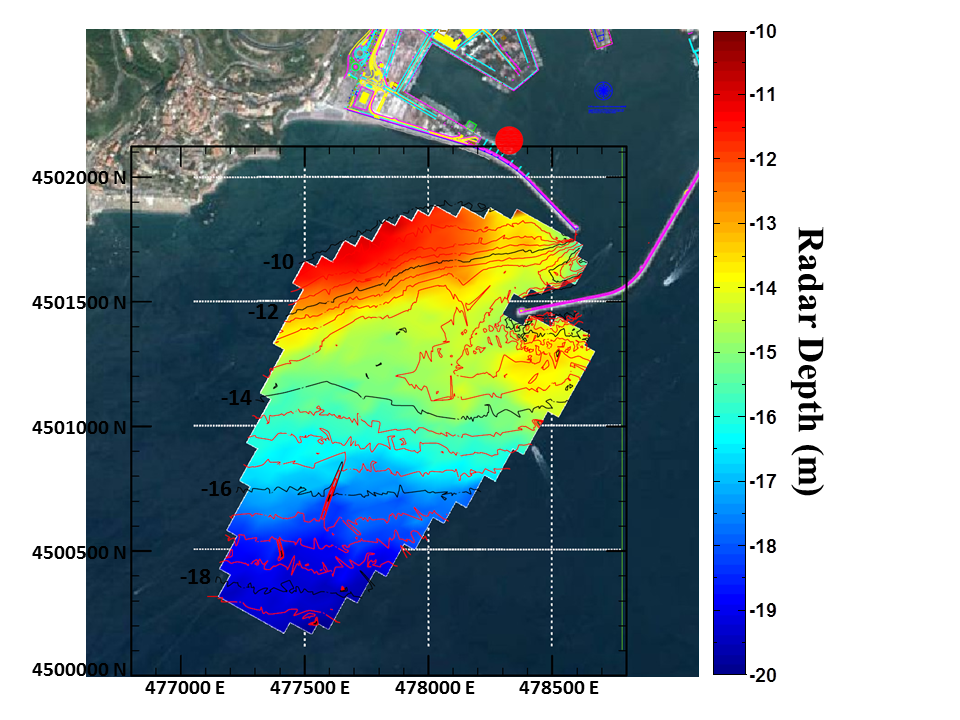 -10
-11
-12
-13
-14
-15
-16
-17
-18
-19
-20
Radar Depth (m)
4502000 N
4501500 N
4501000 N
4500500 N
4500000 N
-10
-12
-14
-16
-18
477000 E
477500 E
478000 E
478500 E